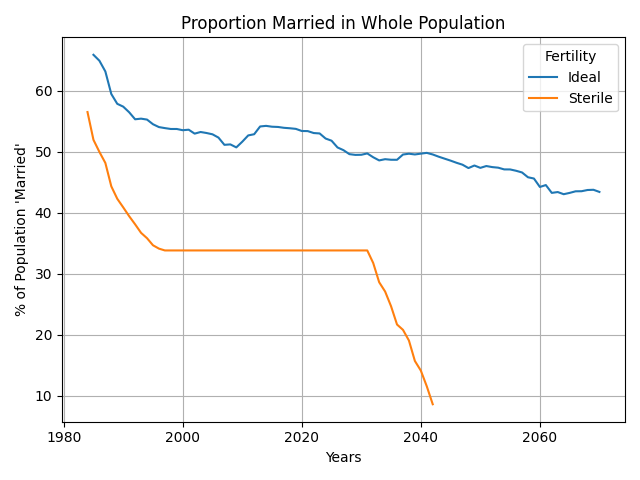 Proportion Married in Whole Population
Fertility
Ideal
Sterile
% of Population 'Married'
60
50
40
30
20
10
1980
2000
2020
2040
2060
Years